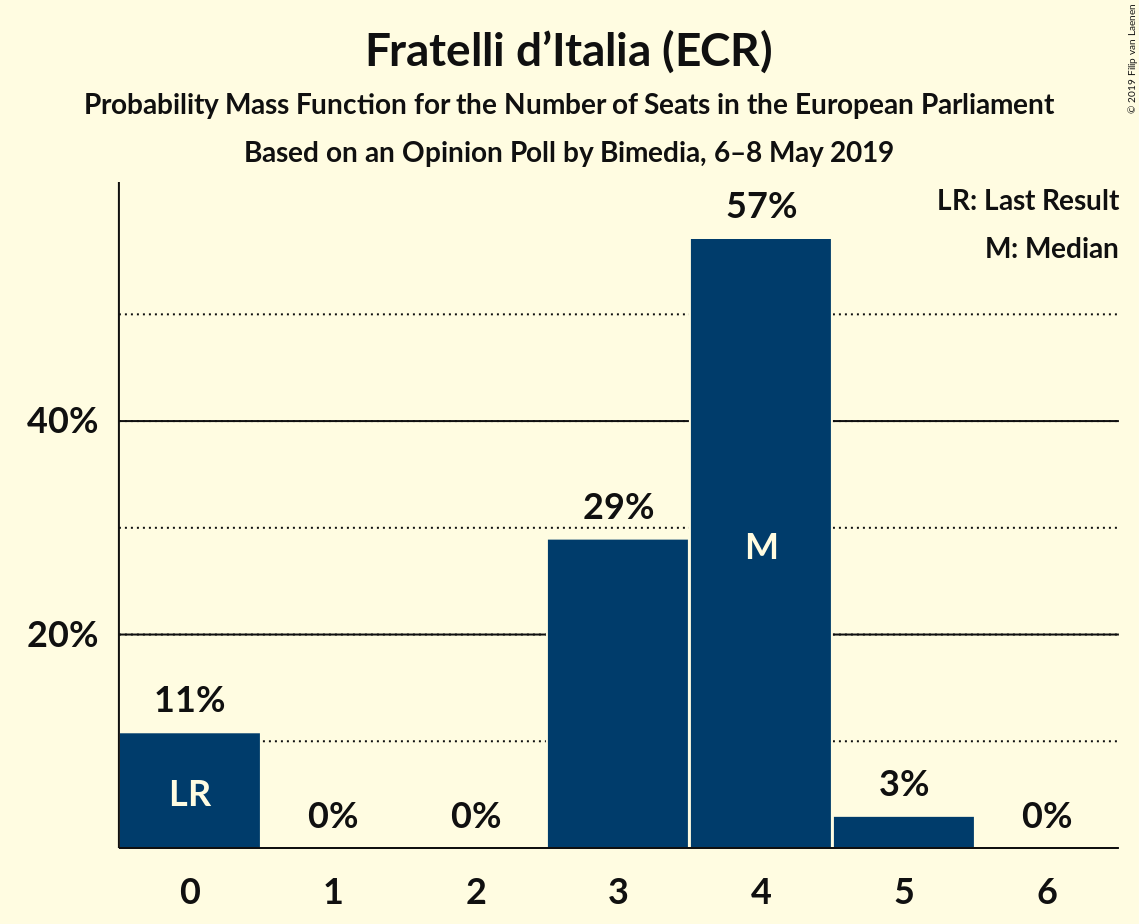 Fratelli d’Italia (ECR)
Probability Mass Function for the Number of Seats in the European Parliament
Based on an Opinion Poll by Bimedia, 6–8 May 2019
© 2019 Filip van Laenen
LR: Last Result
M: Median
57%
40%
29%
M
20%
11%
LR
0%
0%
3%
0%
0 1 2 3 4 5 6